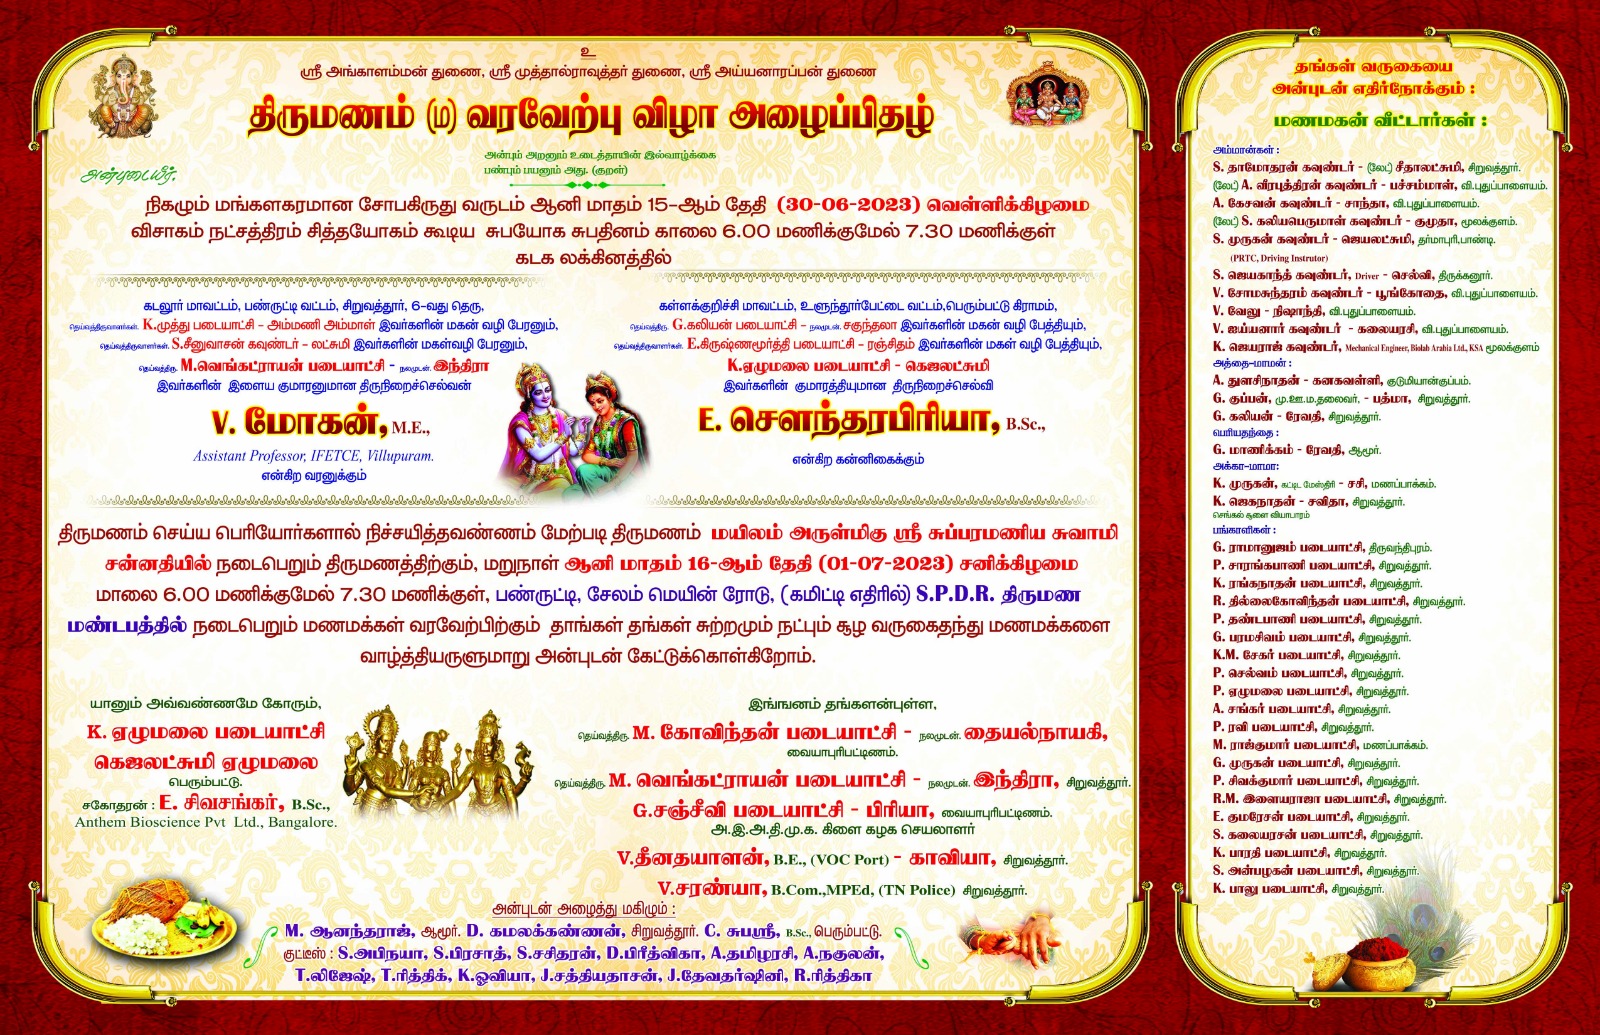 உ
ஸ்ரீ அங்காளம்மன் துணை, ஸ்ரீ முத்தால்ராவுத்தர் துணை, ஸ்ரீ அய்யனாரப்பன் துணை
திருமணம் (ம) வரவேற்பு விழா அழைப்பிதழ்
அன்பும் அறனும் உடைத்தாயின் இல்வாழ்க்கை
பண்பும் பயனும் அது. (குறள்)
அன்புடையீர்,
நிகழும் மங்களகரமான சோபகிருது வருடம் ஆனி மாதம் 15-ஆம் தேதி (30-06-2023) வெள்ளிக்கிழமை
விசாகம் நட்சத்திரம் சித்தயோகம் கூடிய சுபயோக சுபதினம் காலை 6.00 மணிக்குமேல் 7.30 மணிக்குள்
கடக லக்கினத்தில்
கடலூர் மாவட்டம், பண்ருட்டி வட்டம், சிறுவத்தூர், 6-வது தெரு,
தெய்வத்திருவாளர்கள். K.முத்து படையாட்சி - அம்மணி அம்மாள் இவர்களின் மகன் வழி பேரனும்,
தெய்வத்திருவாளர்கள். S.சீனுவாசன் கவுண்டர் - லட்சுமி இவர்களின் மகள்வழி பேரனும்,
தெய்வத்திரு. M.வெங்கட்ராயன் படையாட்சி - நலமுடன். இந்திரா
இவர்களின் இளைய குமாரனுமான திருநிறைச்செல்வன்
V. மோகன், M.E.,
Assistant Professor, IFETCE, Villupuram.
என்கிற வரனுக்கும்
கள்ளக்குறிச்சி மாவட்டம், உளுந்தூர்பேட்டை வட்டம்,பெரும்பட்டு கிராமம்,
தெய்வத்திரு. G.கலியன் படையாட்சி - நலமுடன். சகுந்தலா இவர்களின் மகன் வழி பேத்தியும்,
தெய்வத்திருவாளர்கள். E.கிருஷ்ணமூர்த்தி படையாட்சி - ரஞ்சிதம் இவர்களின் மகள் வழி பேத்தியும்,
K.ஏழுமலை படையாட்சி - கெஜலட்சுமி
இவர்களின் குமாரத்தியுமான திருநிறைச்செல்வி
E. சௌந்தரபிரியா, B.Sc.,
என்கிற கன்னிகைக்கும்
திருமணம் செய்ய பெரியோர்களால் நிச்சயித்தவண்ணம் மேற்படி திருமணம் மயிலம் அருள்மிகு ஸ்ரீ சுப்பரமணிய சுவாமி
சன்னதியில் நடைபெறும் திருமணத்திற்கும், மறுநாள் ஆனி மாதம் 16-ஆம் தேதி (01-07-2023) சனிக்கிழமை
மாலை 6.00 மணிக்குமேல் 7.30 மணிக்குள், பண்ருட்டி, சேலம் மெயின் ரோடு, (கமிட்டி எதிரில்) S.P.D.R. திருமண
மண்டபத்தில் நடைபெறும் மணமக்கள் வரவேற்பிற்கும் தாங்கள் தங்கள் சுற்றமும் நட்பும் சூழ வருகைதந்து மணமக்களை
வாழ்த்தியருளுமாறு அன்புடன் கேட்டுக்கொள்கிறோம்.
யானும் அவ்வண்ணமே கோரும்,
K. ஏழுமலை படையாட்சி
கெஜலட்சுமி ஏழுமலை
பெரும்பட்டு.
சகோதரன் : E. சிவசங்கர், B.Sc.,
Anthem Bioscience Pvt Ltd., Bangalore.
இங்ஙனம் தங்களன்புள்ள,
தெய்வத்திரு. M. கோவிந்தன் படையாட்சி - நலமுடன். தையல்நாயகி,
வையாபுரிபட்டிணம்.
தெய்வத்திரு. M. வெங்கட்ராயன் படையாட்சி - நலமுடன். இந்திரா, சிறுவத்தூர்.
G.சஞ்சீவி படையாட்சி - பிரியா, வையாபுரிபட்டிணம்.
அ.இ.அ.தி.மு.க. கிளை கழக செயலாளர்
V.தீனதயாளன், B.E., (VOC Port) - காவியா, சிறுவத்தூர்.
V.சரண்யா, B.Com.,MPEd, (TN Police) சிறுவத்தூர்.
அன்புடன் அழைத்து மகிழும் :
M. ஆனந்தராஜ், ஆமூர். D. கமலக்கண்ணன், சிறுவத்தூர். C. சுபஸ்ரீ, B.Sc., பெரும்பட்டு.
குட்டீஸ் : S.அபிநயா, S.பிரசாத், S.சசிதரன், D.பிரீத்விகா, A.தமிழரசி, A.நகுலன்,
T.லிஜேஷ், T.ரித்திக், K.ஓவியா, J.சத்தியதாசன், J.தேவதர்ஷினி, R.ரித்திகா
தங்கள் வருகையை
அன்புடன் எதிர்நோக்கும் :
மணமகன் வீட்டார்கள் :
அம்மான்கள் :
S. தாமோதரன் கவுண்டர் - (லேட்) சீதாலட்சுமி, சிறுவத்தூர்.
(லேட்) A. வீரபுத்திரன் கவுண்டர் - பச்சம்மாள், வி.புதுப்பாளையம்.
A. கேசவன் கவுண்டர் - சாந்தா, வி.புதுப்பாளையம்.
(லேட்) S. கலியபெருமாள் கவுண்டர் - குமுதா, மூலக்குளம்.
S. முருகன் கவுண்டர் - ஜெயலட்சுமி, தர்மாபுரி,பாண்டி.
(PRTC, Driving Instrutor)
S. ஜெயகாந்த் கவுண்டர், Driver - செல்வி, திருக்கனூர்.
V. சோமசுந்தரம் கவுண்டர் - பூங்கோதை, வி.புதுப்பாளையம்.
V. வேலு - நிஷாந்தி, வி.புதுப்பாளையம்.
V. ஐய்யனார் கவுண்டர் - கலையரசி, வி.புதுப்பாளையம்.
K. ஜெயராஜ் கவுண்டர், Mechanical Engineer, Biolab Arabia Ltd., KSA மூலக்குளம்
அத்தை-மாமன் :
A. துளசிநாதன் - கனகவள்ளி, குடுமியான்குப்பம்.
G. குப்பன், மு.ஊ.ம.தலைவர், - பத்மா, சிறுவத்தூர்.
G. கலியன் - ரேவதி, சிறுவத்தூர்.
பெரியதந்தை :
G. மாணிக்கம் - ரேவதி, ஆமூர்.
அக்கா-மாமா:
K. முருகன், கட்டிட மேஸ்திரி - சசி, மணப்பாக்கம்.
K. ஜெகநாதன் - சவிதா, சிறுவத்தூர்.
செங்கல் சூளை வியாபாரம்
பங்காளிகள் :
G. ராமானுஜம் படையாட்சி, திருவந்திபுரம்.
P. சாரங்கபாணி படையாட்சி, சிறுவத்தூர்.
K. ரங்கநாதன் படையாட்சி, சிறுவத்தூர்.
R. தில்லைகோவிந்தன் படையாட்சி, சிறுவத்தூர்.
P. தண்டபாணி படையாட்சி, சிறுவத்தூர்.
G. பரமசிவம் படையாட்சி, சிறுவத்தூர்.
K.M. சேகர் படையாட்சி, சிறுவத்தூர்.
P. செல்வம் படையாட்சி, சிறுவத்தூர்.
P. ஏழுமலை படையாட்சி, சிறுவத்தூர்.
A. சங்கர் படையாட்சி, சிறுவத்தூர்.
P. ரவி படையாட்சி, சிறுவத்தூர்.
M. ராஜ்குமார் படையாட்சி, மணப்பாக்கம்.
G. முருகன் படையாட்சி, சிறுவத்தூர்.
P. சிவக்குமார் படையாட்சி, சிறுவத்தூர்.
R.M. இளையராஜா படையாட்சி, சிறுவத்தூர்.
E. குமரேசன் படையாட்சி, சிறுவத்தூர்.
S. கலையரசன் படையாட்சி, சிறுவத்தூர்.
K. பாரதி படையாட்சி, சிறுவத்தூர்.
S. அன்பழகன் படையாட்சி, சிறுவத்தூர்.
K. பாலு படையாட்சி, சிறுவத்தூர்.